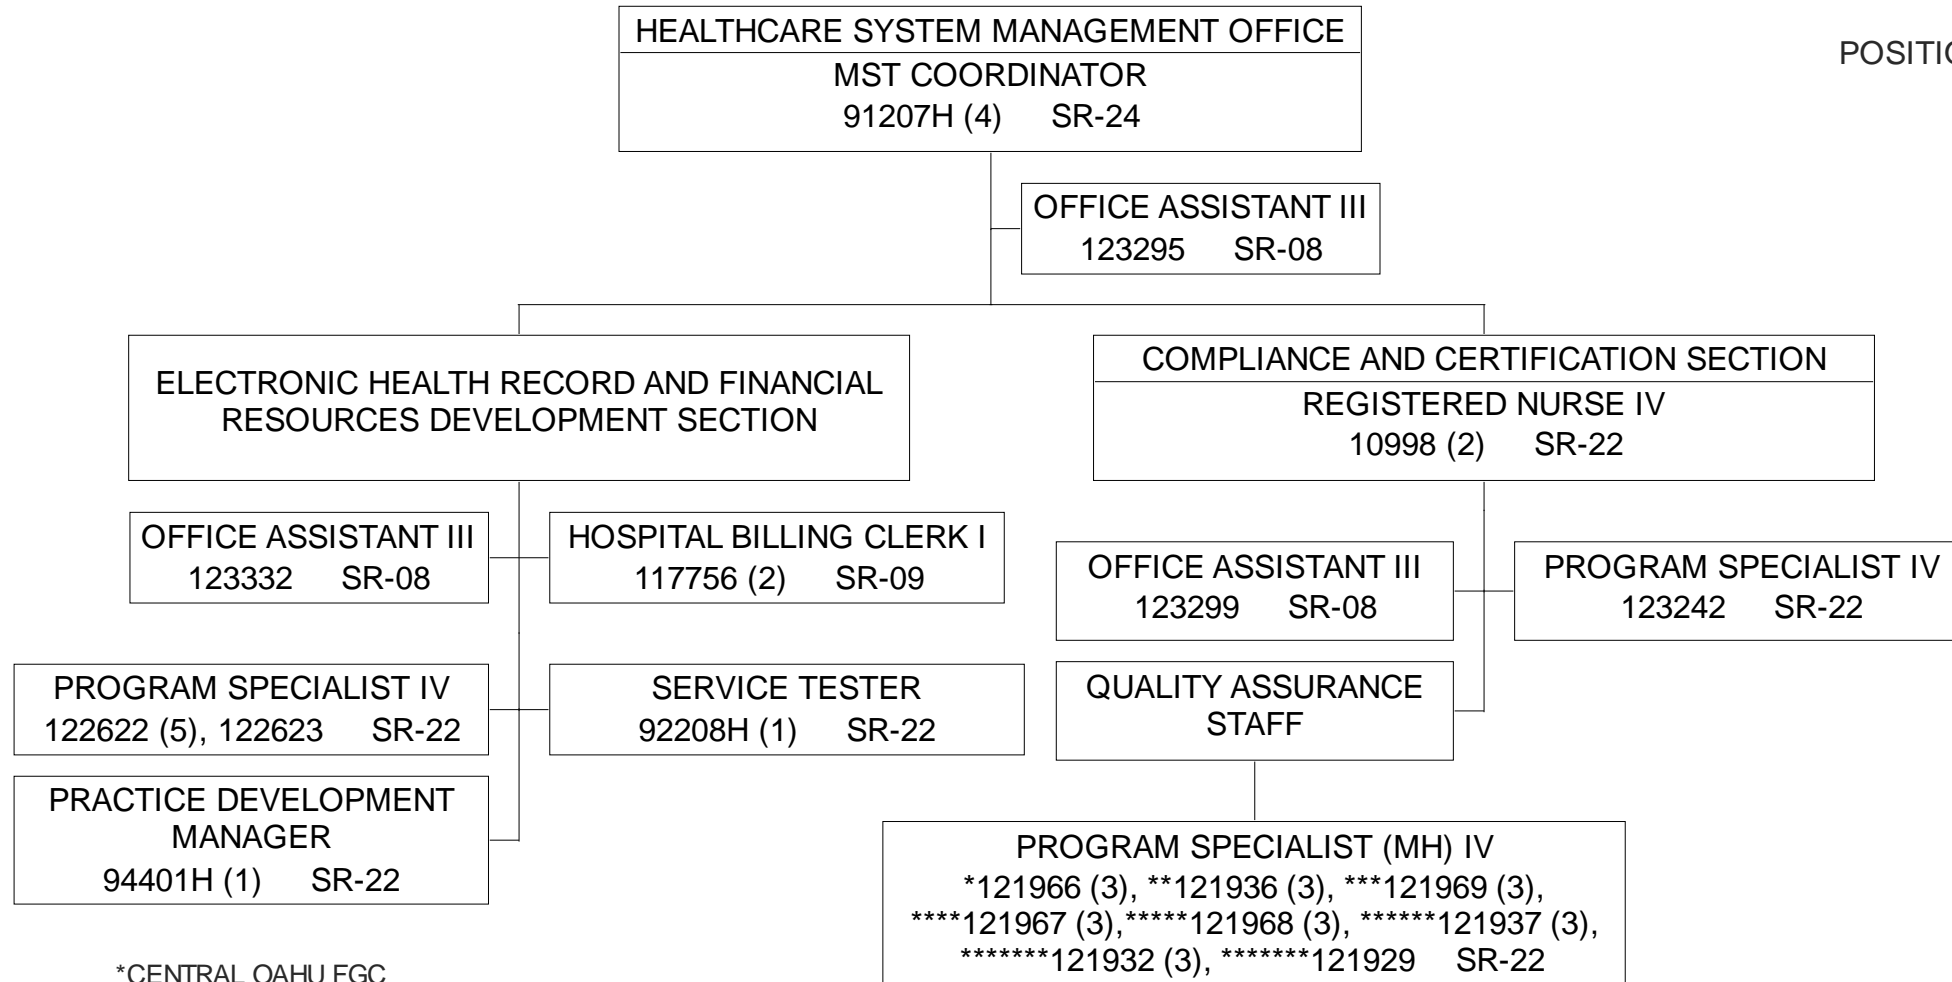 HEALTHCARE SYSTEM MANAGEMENT OFFICE
MST COORDINATOR
91207H (4) SR-24
OFFICE ASSISTANT III
123295 SR-08
ELECTRONIC HEALTH RECORD AND FINANCIAL
RESOURCES DEVELOPMENT SECTION
OFFICE ASSISTANT III
123332 SR-08
HOSPITAL BILLING CLERK I
117756 (2) SR-09
PROGRAM SPECIALIST IV
122622 (5), 122623 SR-22
SERVICE TESTER
92208H (1) SR-22
PRACTICE DEVELOPMENT
MANAGER
94401H (1) SR-22
COMPLIANCE AND CERTIFICATION SECTION
REGISTERED NURSE IV
10998 (2) SR-22
OFFICE ASSISTANT III
123299 SR-08
PROGRAM SPECIALIST IV
123242 SR-22
QUALITY ASSURANCE
STAFF
PROGRAM SPECIALIST (MH) IV
*121966 (3), **121936 (3), ***121969 (3),
****121967 (3),*****121968 (3), ******121937 (3),
*******121932 (3), *******121929 SR-22
*CENTRAL OAHU FGC